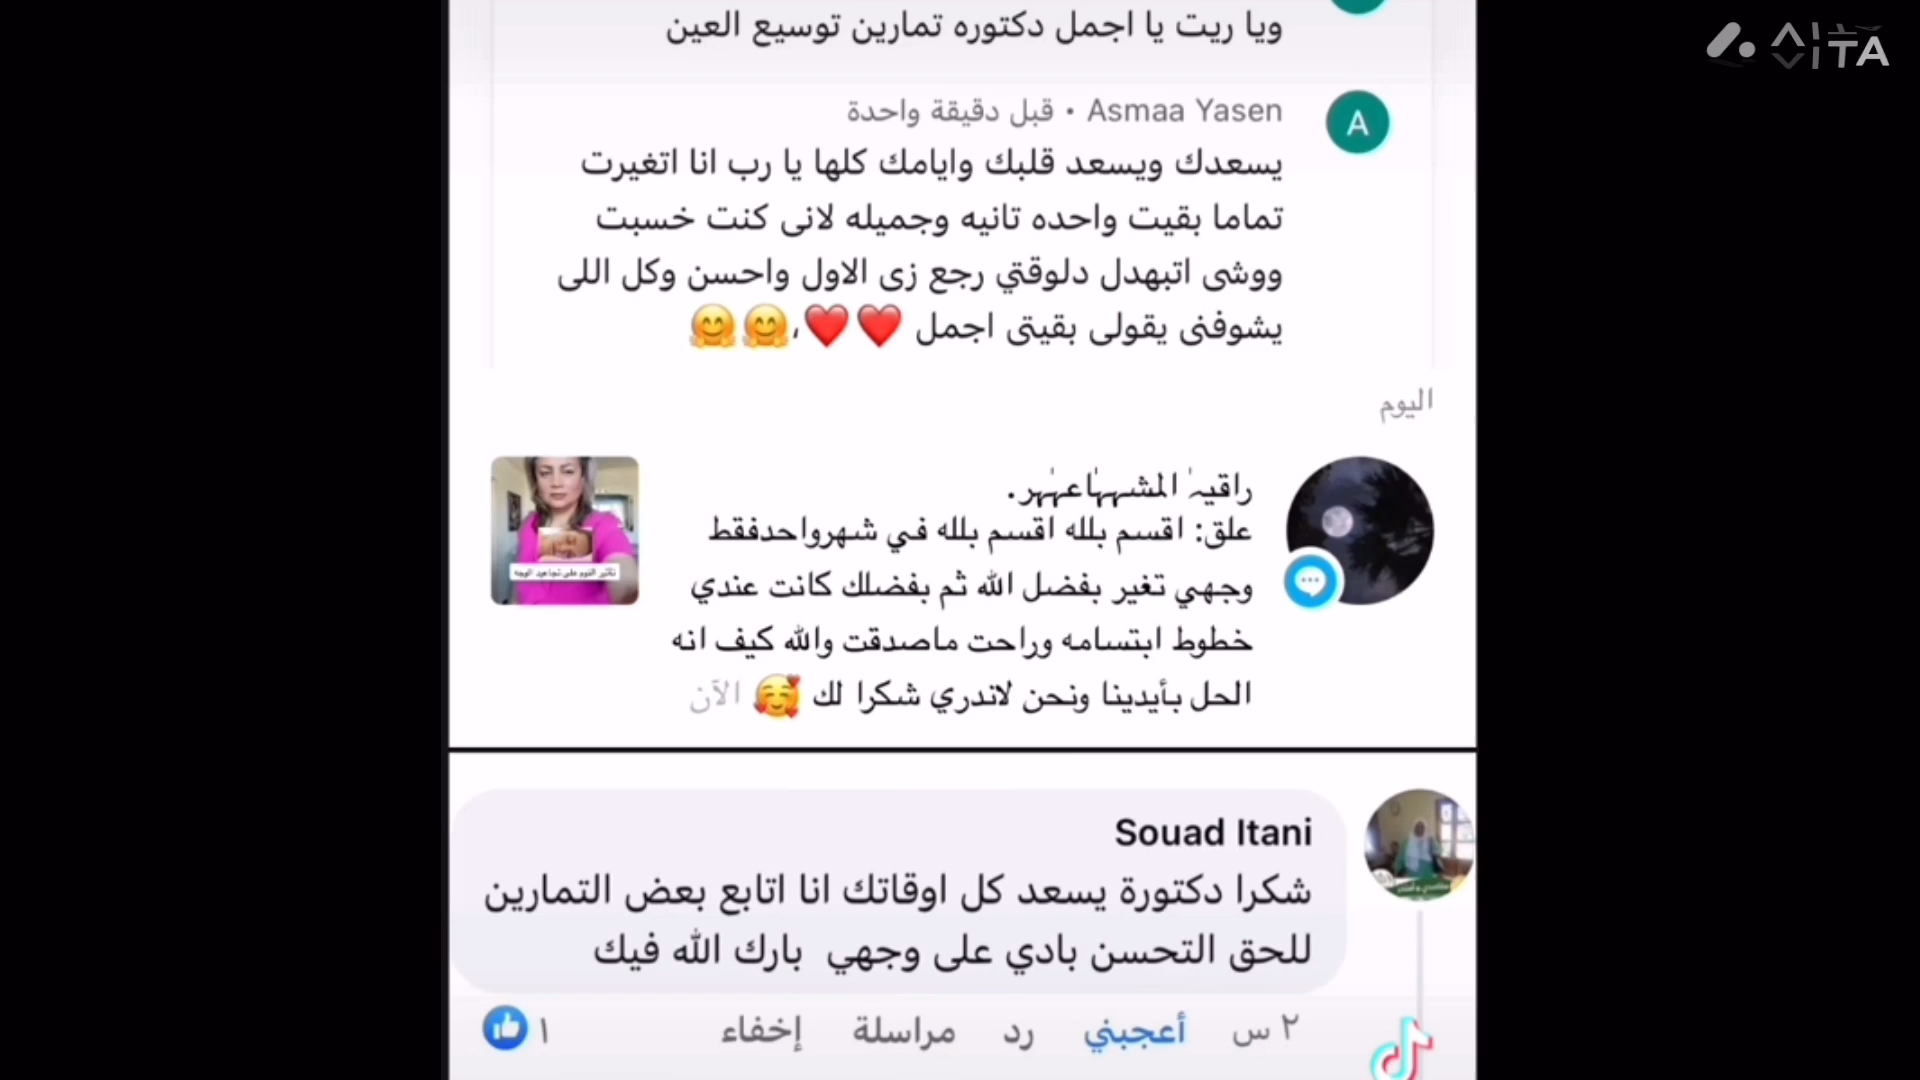 ويا ريت يا اجمل دكتوره تمارين توسيع العين
Asmaa Yasen • قبل دقيقة واحدة
A
يسعدك ويسعد قلبك وايامك كلها يا رب انا اتغيرت
تماما بقيت واحده تانيه وجميله لانى كنت خسبت
ووشى اتبهدل دلوقتي رجع زى الاول واحسن وكل اللى
يشوفنى يقولى بقيتى اجمل ❤️❤️،🤗🤗
اليوم
علق: اقسم بلله اقسم بلله في شهرواحدفقط
وجهي تغير بفضل الله ثم بفضلك كانت عندي
خطوط ابتسامه وراحت ماصدقت والله كيف انه
الحل بأيدينا ونحن لاندري شكرا لك 🥰 الآن
تأثير النوم على تجاعيد الوجه
Souad Itani
شكرا دكتورة يسعد كل اوقاتك انا اتابع بعض التمارين
للحق التحسن بادي على وجهي بارك الله فيك
٢ س أعجبني رد مراسلة إخفاء ١